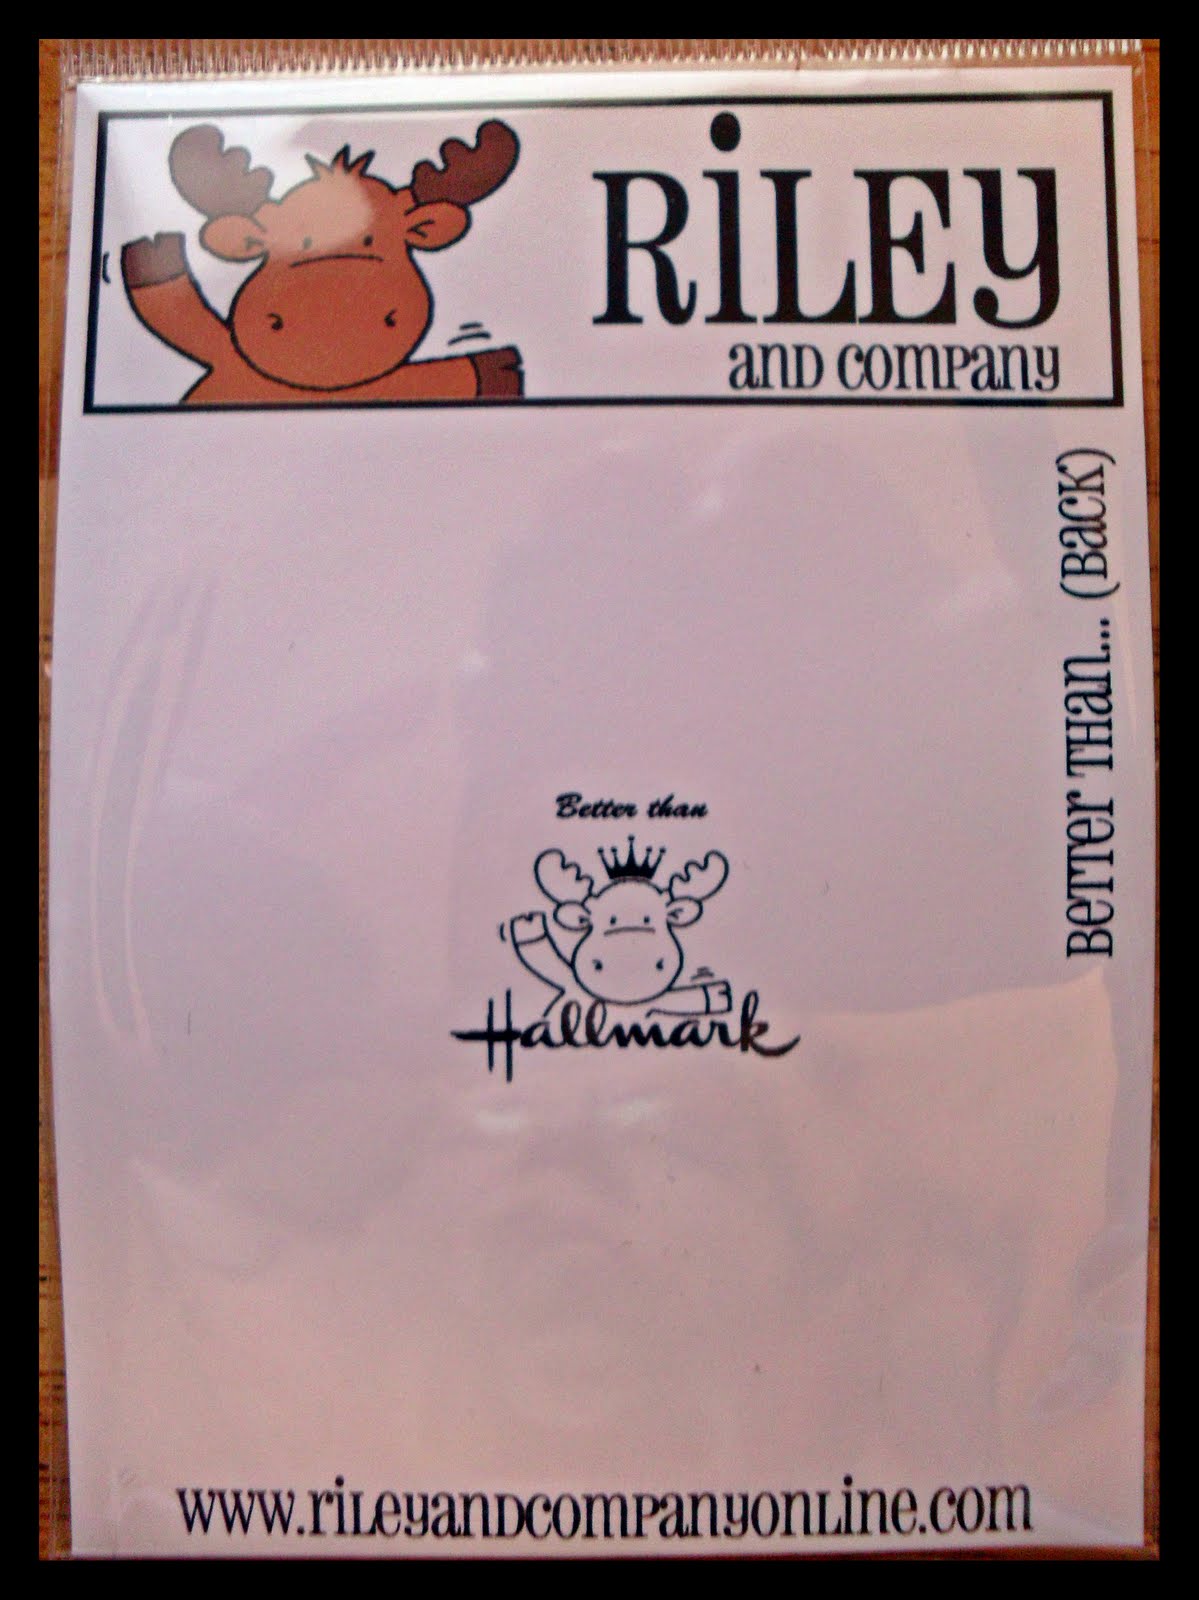 RiLEy
and company
Better Than... (Back)
Better than
Hallmark
www.rileyandcompanyonline.com